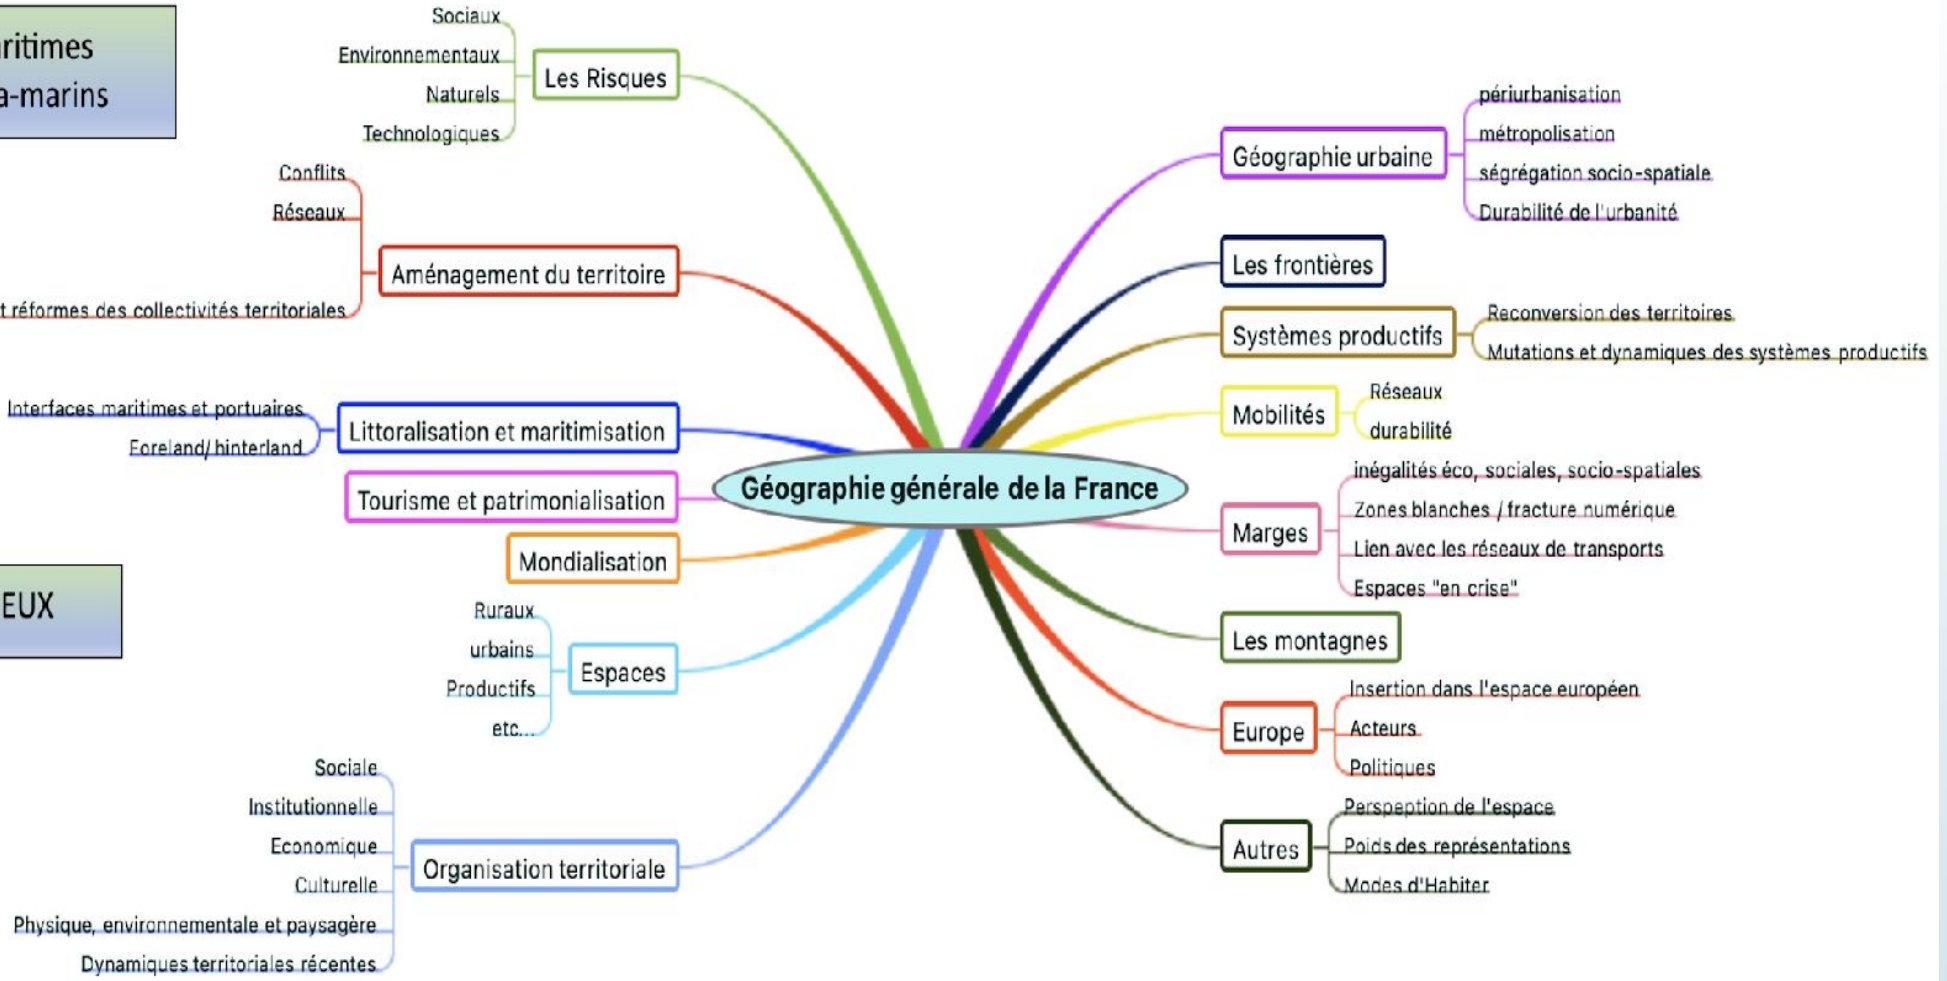 ritimes
a-marins
EUX
Géographie générale de la France
Les Risques
Sociaux
Environnementaux
Naturels
Technologiques
Aménagement du territoire
Conflits
Réseaux
t réformes des collectivités territoriales
Littoralisation et maritimisation
Interfaces maritimes et portuaires
Foreland/ hinterland
Tourisme et patrimonialisation
Mondialisation
Espaces
Ruraux
urbains
Productifs
etc...
Organisation territoriale
Sociale
Institutionnelle
Economique
Culturelle
Physique, environnementale et paysagère
Dynamiques territoriales récentes
Géographie urbaine
périurbanisation
métropolisation
ségrégation socio-spatiale
Durabilité de l'urbanité
Les frontières
Systèmes productifs
Reconversion des territoires
Mutations et dynamiques des systèmes productifs
Mobilités
Réseaux
durabilité
Marges
inégalités éco, sociales, socio-spatiales
Zones blanches / fracture numérique
Lien avec les réseaux de transports
Espaces "en crise"
Les montagnes
Europe
Insertion dans l'espace européen
Acteurs
Politiques
Autres
Perspeption de l'espace
Poids des représentations
Modes d'Habiter